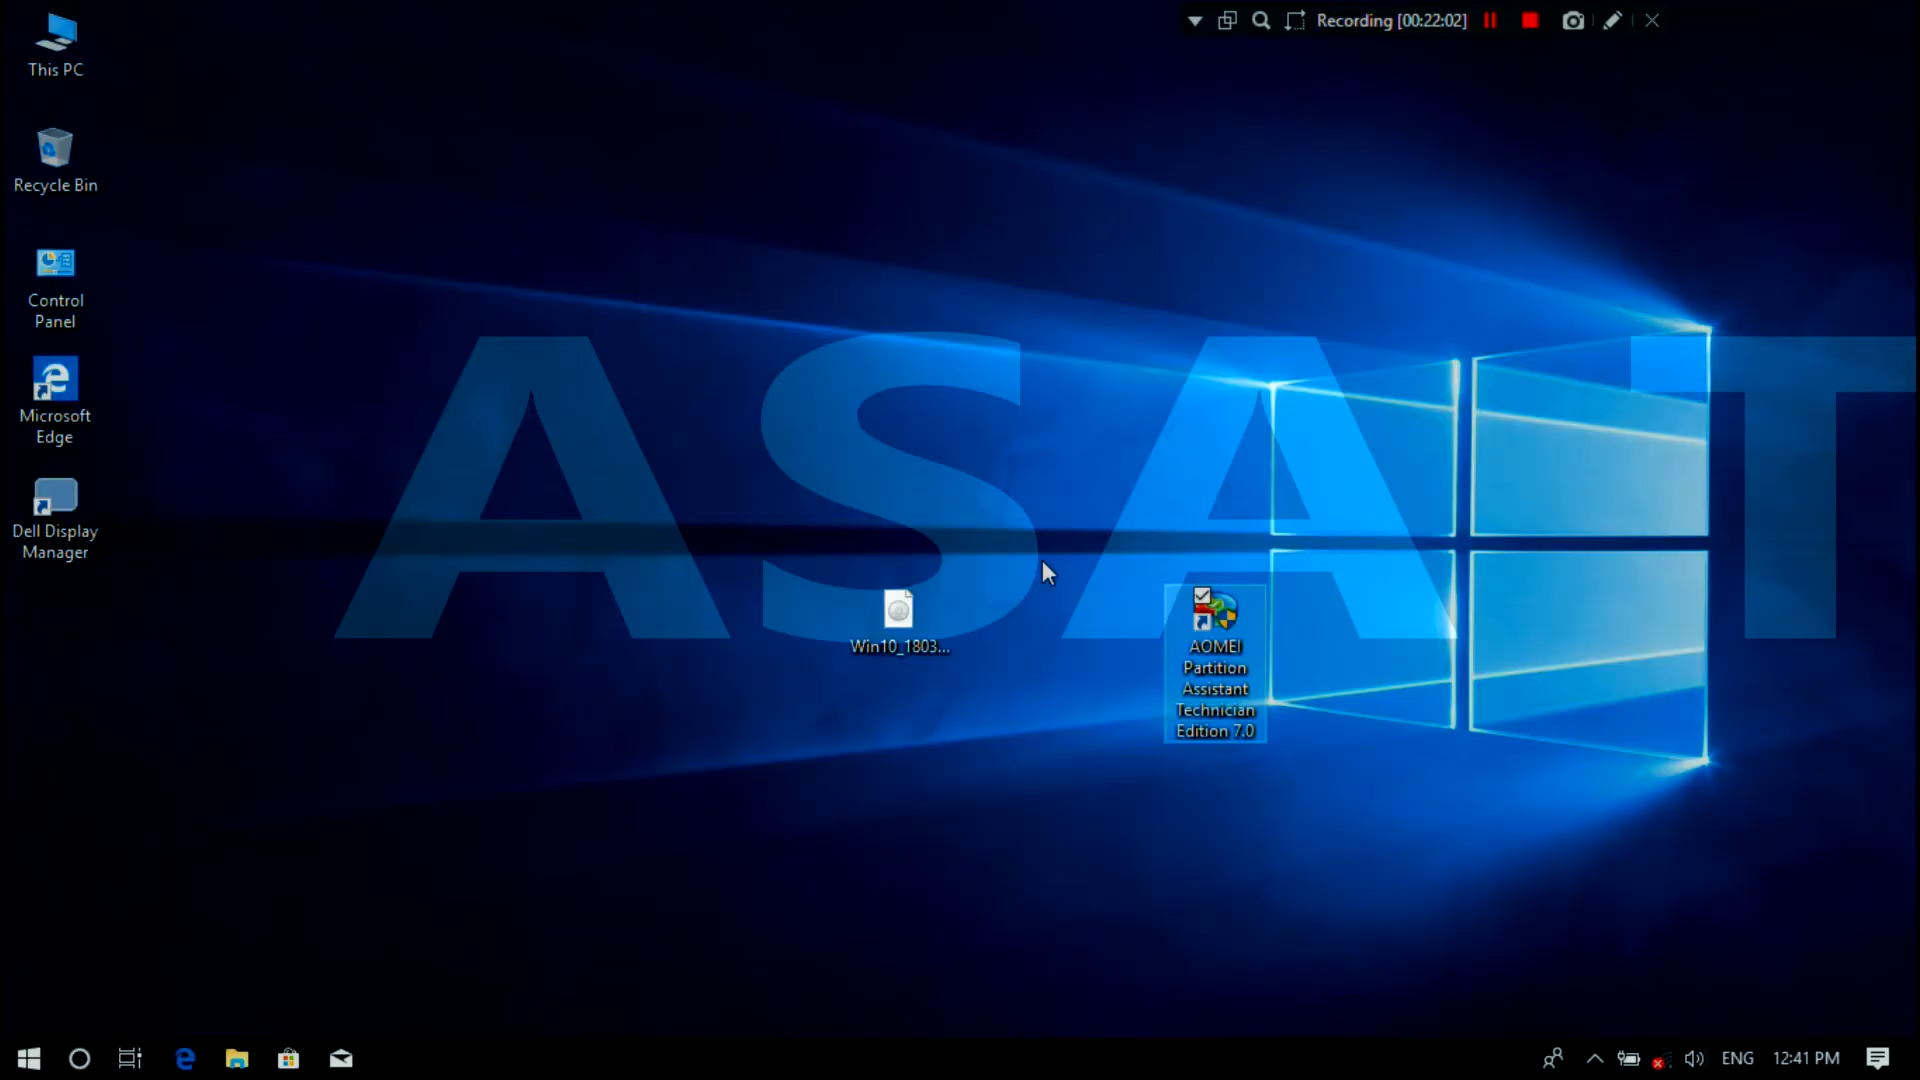 Recording [00:22:02]
This PC
Recycle Bin
Control
Panel
Microsoft
Edge
Dell Display
Manager
ASA T
Win10_1803...
AOMEI
Partition
Assistant
Technician
Edition 7.0
ENG
12:41 PM